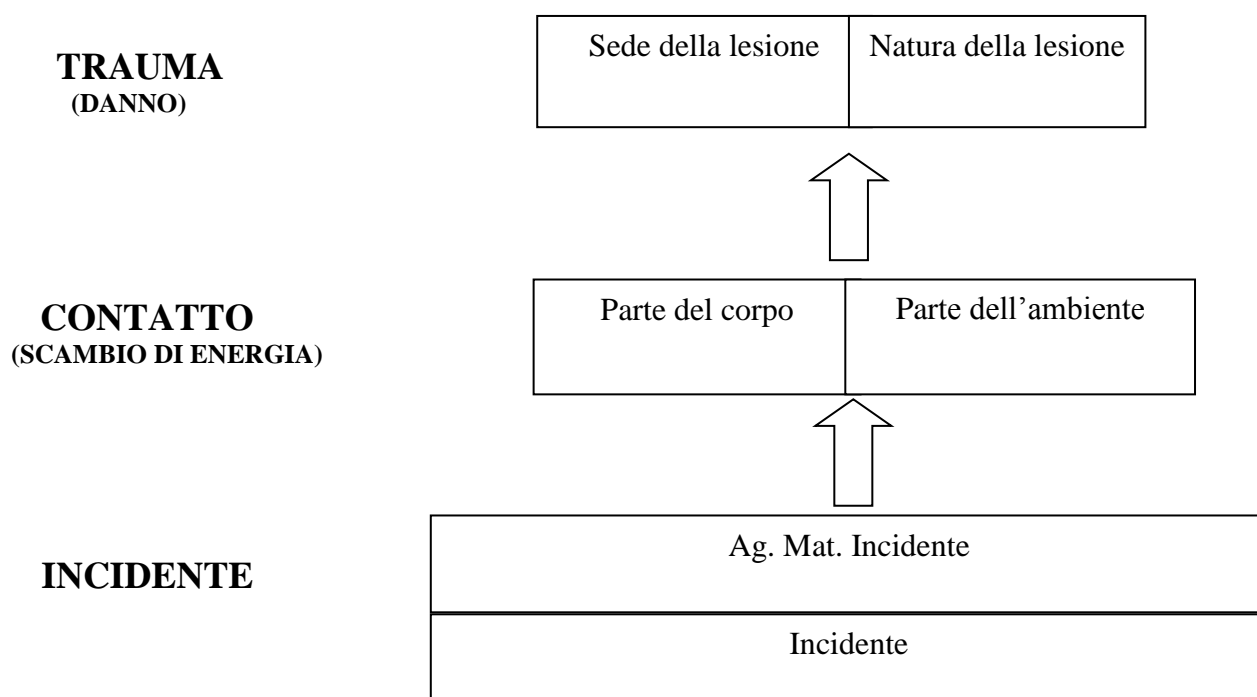 TRAUMA
(DANNO)
Sede della lesione
Natura della lesione
CONTATTO
(SCAMBIO DI ENERGIA)
Parte del corpo
Parte dell’ambiente
INCIDENTE
Ag. Mat. Incidente
Incidente